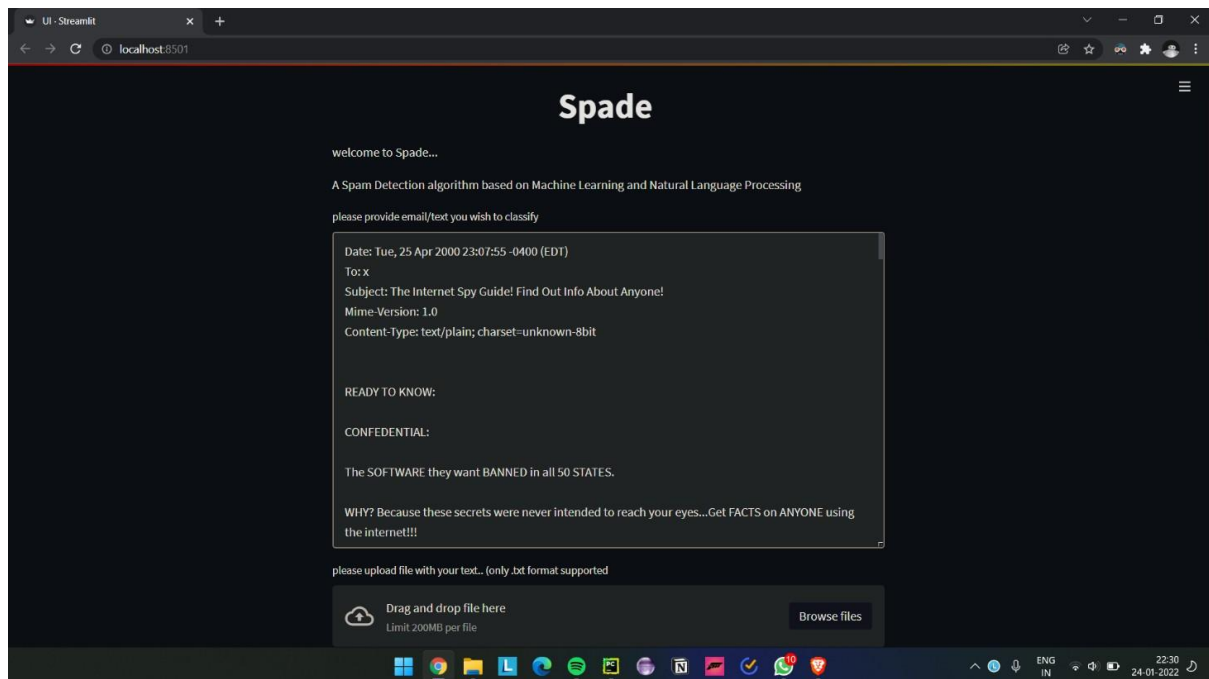 UI · Streamlit
localhost:8501
Spade
welcome to Spade...
A Spam Detection algorithm based on Machine Learning and Natural Language Processing
please provide email/text you wish to classify
Date: Tue, 25 Apr 2000 23:07:55 -0400 (EDT)
To: x
Subject: The Internet Spy Guide! Find Out Info About Anyone!
Mime-Version: 1.0
Content-Type: text/plain; charset=unknown-8bit
READY TO KNOW:
CONFEDENTIAL:
The SOFTWARE they want BANNED in all 50 STATES.
WHY? Because these secrets were never intended to reach your eyes...Get FACTS on ANYONE using
the internet!!!
please upload file with your text.. (only .txt format supported
Drag and drop file here
Limit 200MB per file
Browse files
L
PC
N
10
L
ENG
IN
22:30
24-01-2022